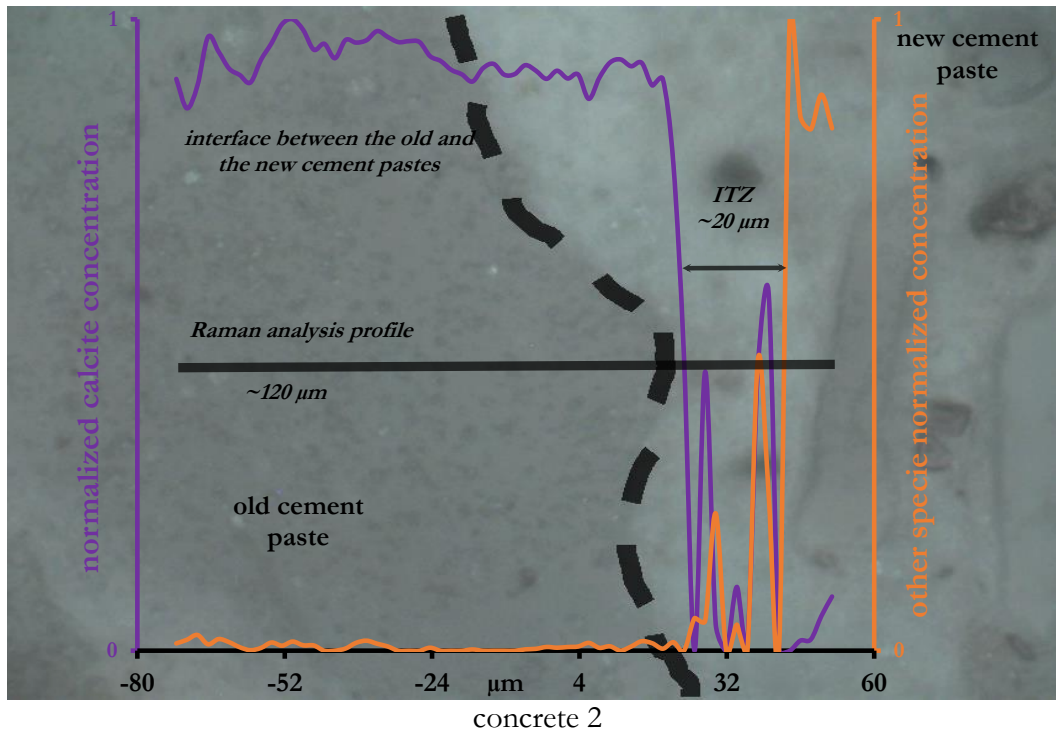 1
1
new cement
paste
normalized calcite concentration
other specie normalized concentration
interface between the old and
the new cement pastes
ITZ
~20 µm
Raman analysis profile
~120 µm
old cement
paste
0
0
-80
-52
-24
µm
4
32
60
concrete 2